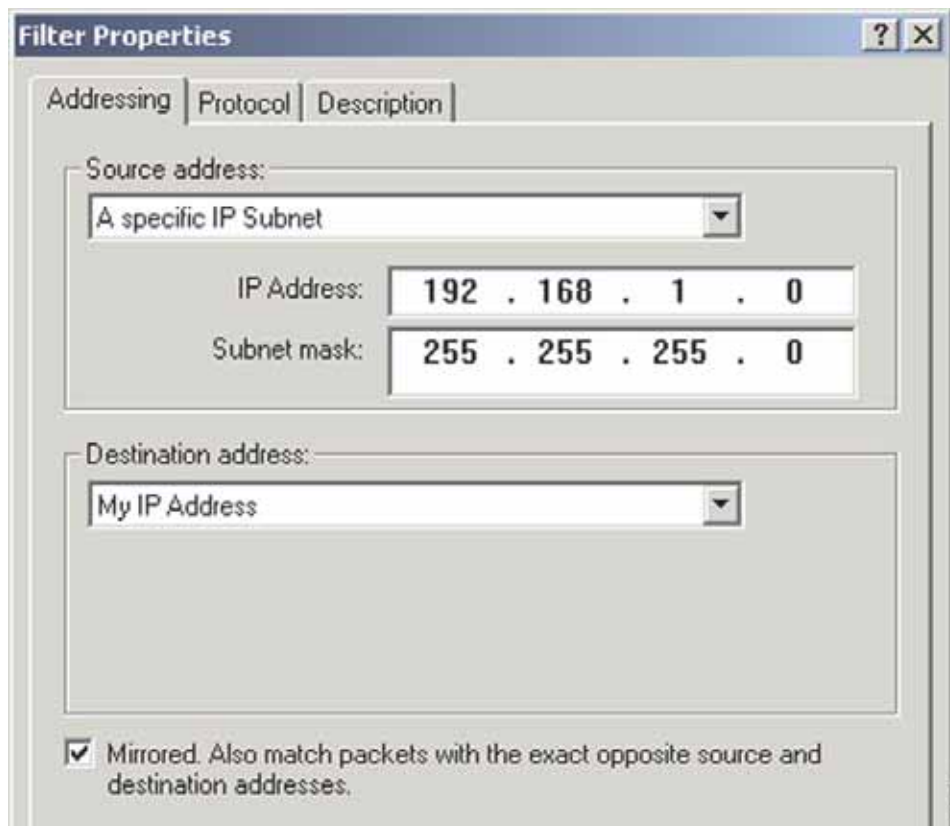 Filter Properties
Addressing Protocol Description
Source address:
A specific IP Subnet
IP Address: 192 . 168 . 1 . 0
Subnet mask: 255 . 255 . 255 . 0
Destination address:
My IP Address
Mirrored. Also match packets with the exact opposite source and
destination addresses.